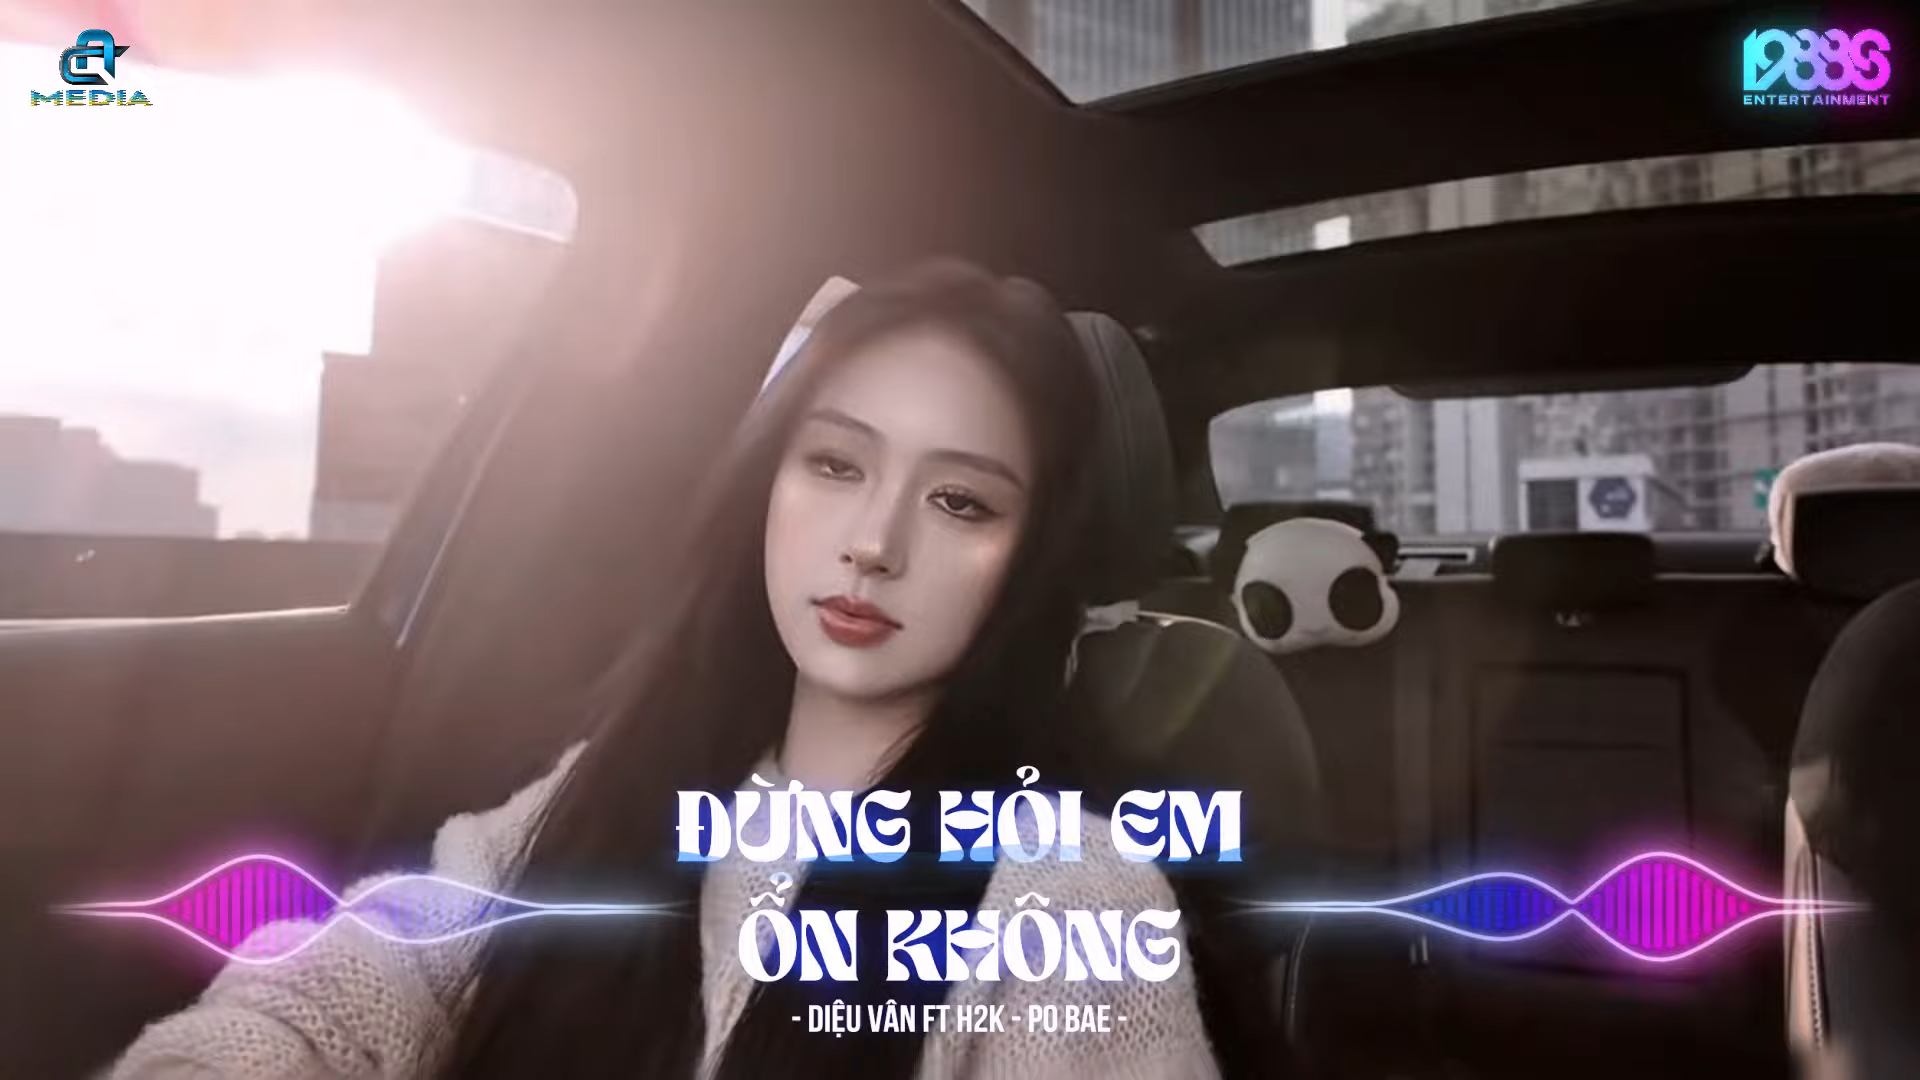 MEDIA
1988S
ENTERTAINMENT
ĐỪNG HỎI EM
ỔN KHÔNG
- DIỆU VÂN FT H2K - PO BAE -